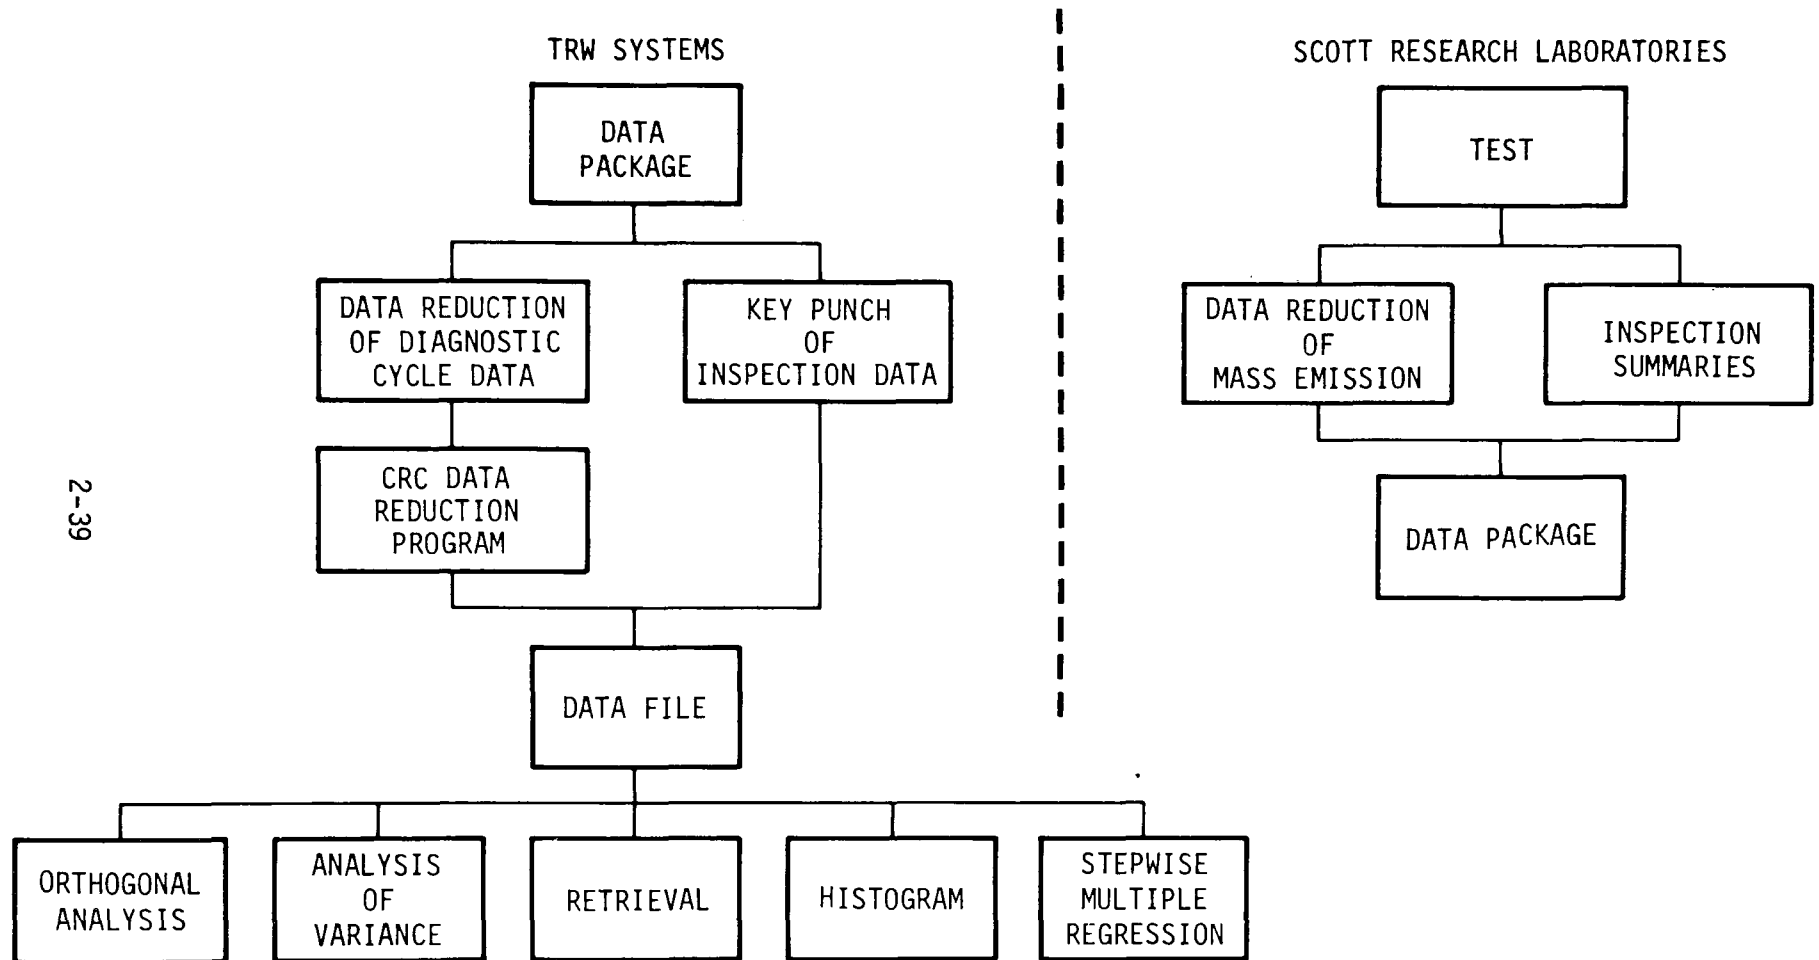 TRW SYSTEMS
DATA
PACKAGE
DATA REDUCTION
OF DIAGNOSTIC
CYCLE DATA
KEY PUNCH
OF
INSPECTION DATA
CRC DATA
REDUCTION
PROGRAM
DATA FILE
ORTHOGONAL
ANALYSIS
ANALYSIS
OF
VARIANCE
RETRIEVAL
HISTOGRAM
STEPWISE
MULTIPLE
REGRESSION
SCOTT RESEARCH LABORATORIES
TEST
DATA REDUCTION
OF
MASS EMISSION
INSPECTION
SUMMARIES
DATA PACKAGE
2-39